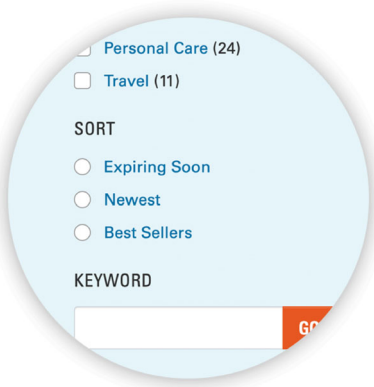 Personal Care (24)
Travel (11)
SORT
Expiring Soon
Newest
Best Sellers
KEYWORD